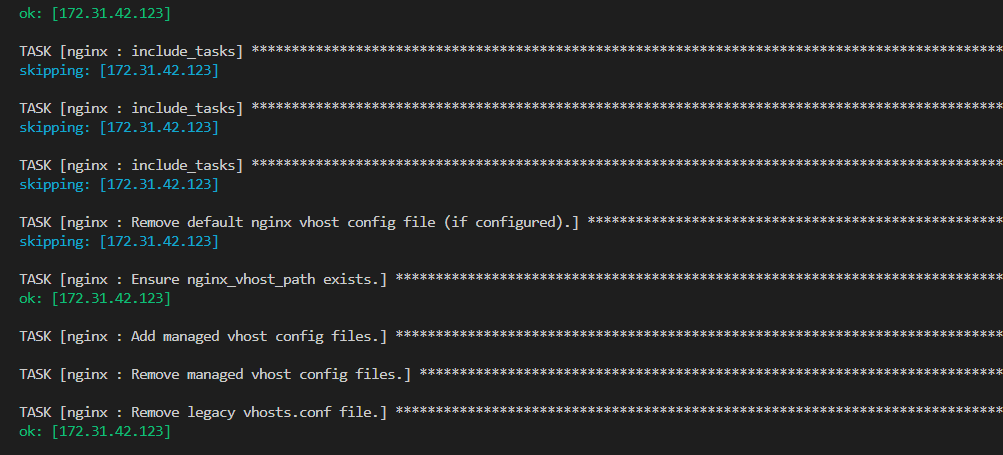 ok: [172.31.42.123]
TASK [nginx : include_tasks] **********************************************************************************************
skipping: [172.31.42.123]
TASK [nginx : include_tasks] **********************************************************************************************
skipping: [172.31.42.123]
TASK [nginx : include_tasks] **********************************************************************************************
skipping: [172.31.42.123]
TASK [nginx : Remove default nginx vhost config file (if configured).] ****************************************************
skipping: [172.31.42.123]
TASK [nginx : Ensure nginx_vhost_path exists.] ****************************************************************************
ok: [172.31.42.123]
TASK [nginx : Add managed vhost config files.] ****************************************************************************
TASK [nginx : Remove managed vhost config files.] *************************************************************************
TASK [nginx : Remove legacy vhosts.conf file.] ****************************************************************************
ok: [172.31.42.123]